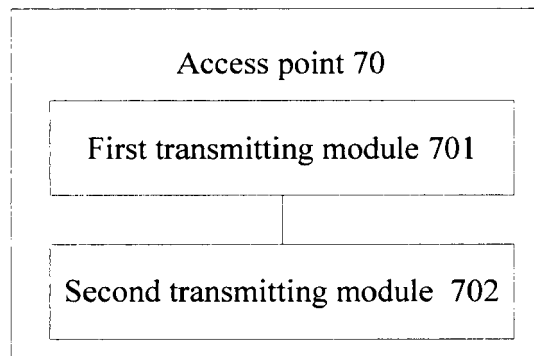 Access point 70
First transmitting module 701
Second transmitting module 702